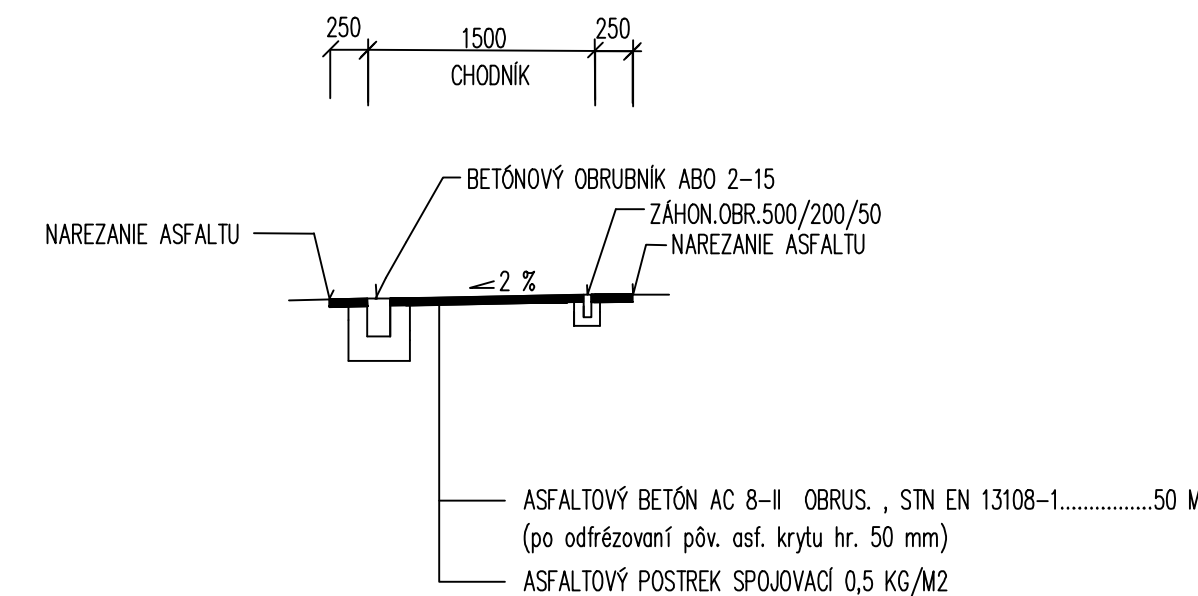 250
1500
250
CHODNÍK
BETÓNOVÝ OBRUBNÍK ABO 2-15
ZÁHON.OBR.500/200/50
NAREZANIE ASFALTU
NAREZANIE ASFALTU
2 %
ASFALTOVÝ BETÓN AC 8-II OBRUS. , STN EN 13108-1................50 M
(po odfrézovaní pôv. asf. krytu hr. 50 mm)
ASFALTOVÝ POSTREK SPOJOVACÍ 0,5 KG/M2